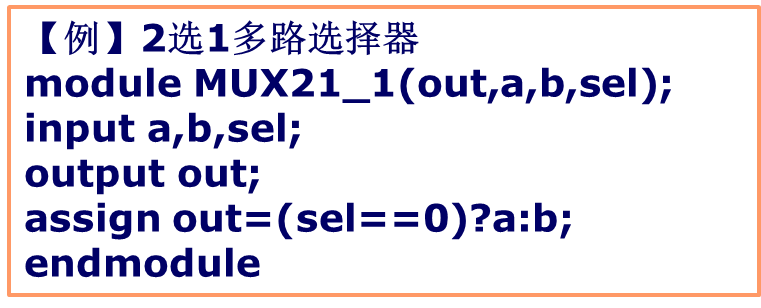 【例】2选1多路选择器
module MUX21_1(out,a,b,sel);
input a,b,sel;
output out;
assign out=(sel==0)?a:b;
endmodule